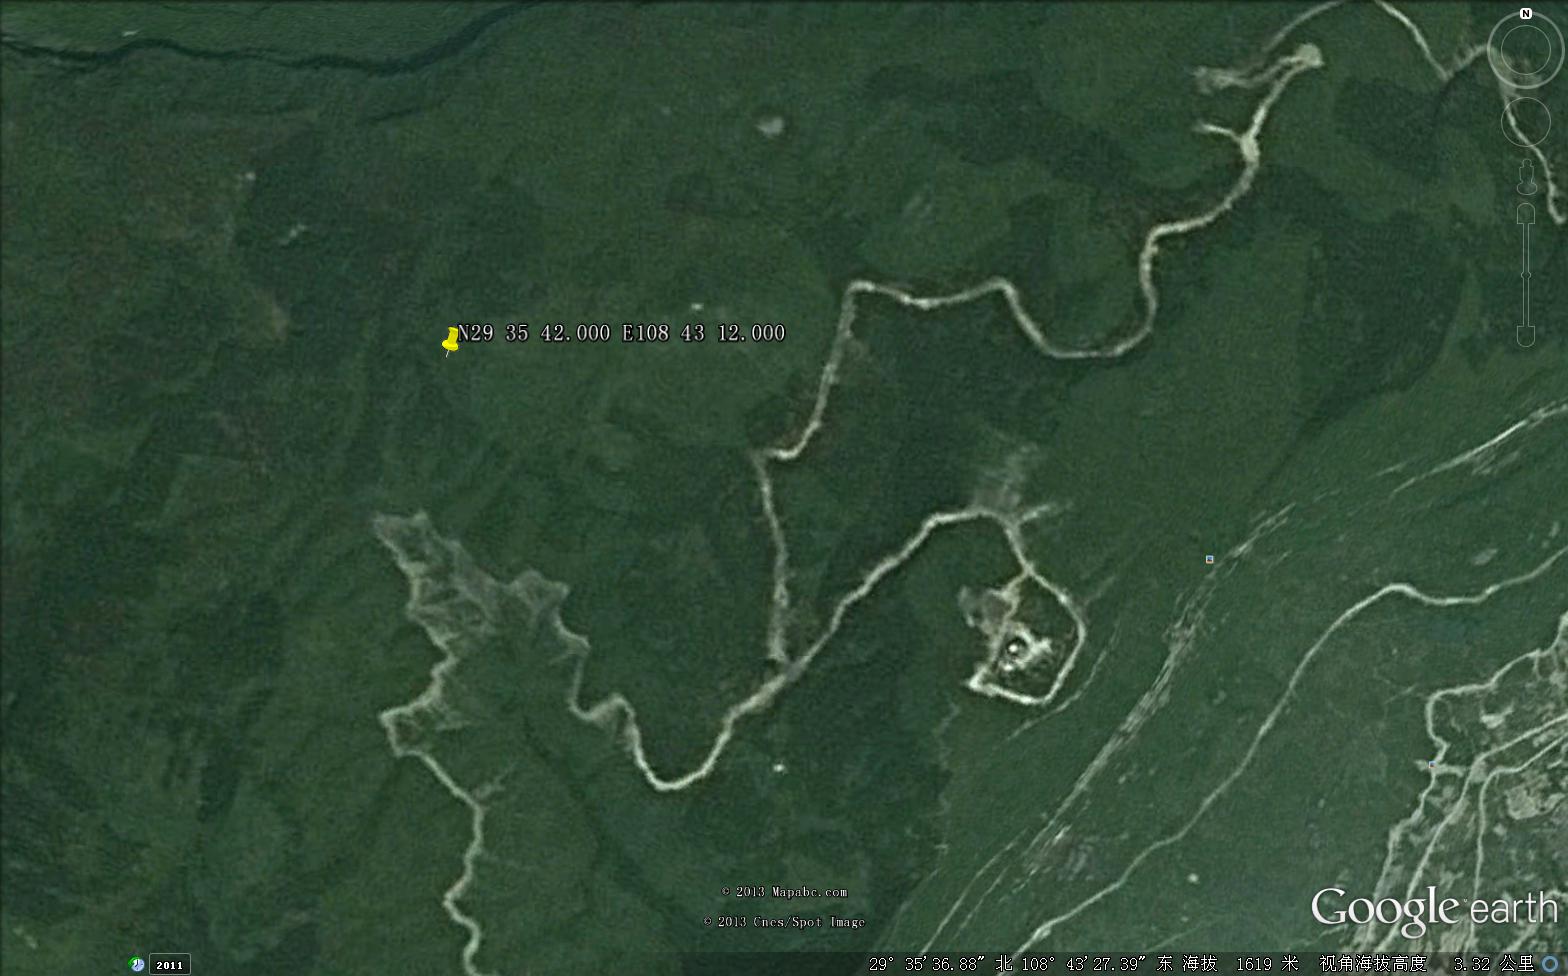 N
N29 35 42.000 E108 43 12.000
© 2013 Mapabc.com
© 2013 Cnes/Spot Image
Google earth
2011
29° 35'36.88" 北 108° 43'27.39" 东 海拔 1619 米 视角海拔高度 3.32 公里